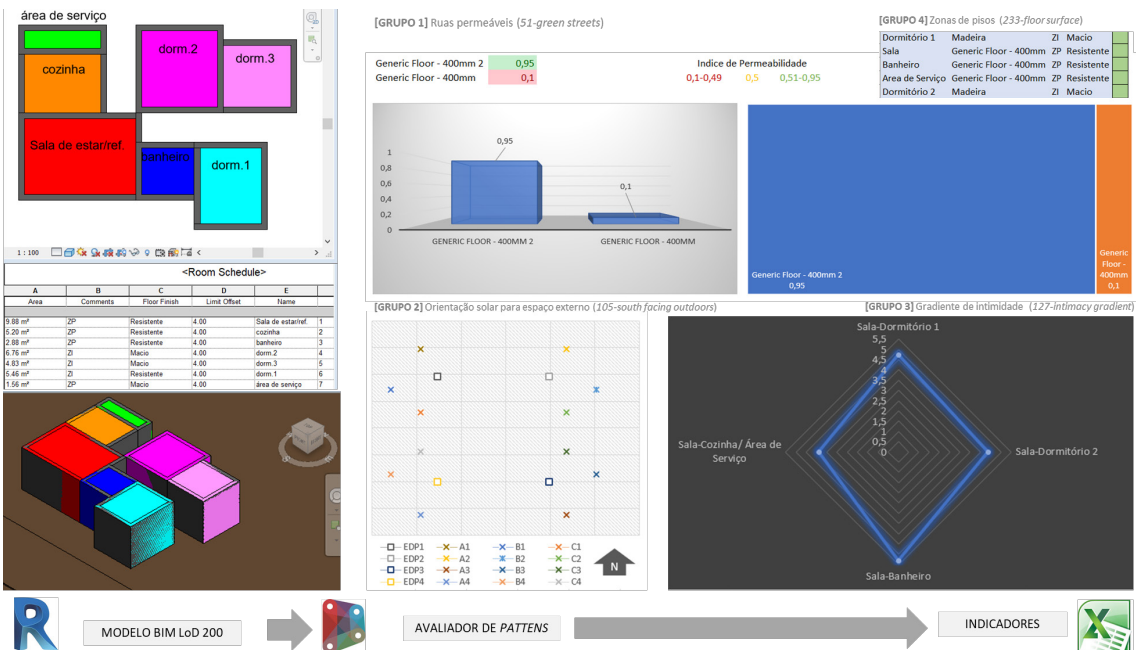 área de serviço
cozinha
dorm.2
dorm.3
Sala de estar/ref.
banheiro
dorm.1
1 : 100
<Room Schedule>
A B C D E
Area Comments Floor Finish Limit Offset Name
9.88 m² ZP Resistente 4.00 Sala de estar/ref. 1
5.20 m² ZP Resistente 4.00 cozinha 2
2.88 m² ZP Resistente 4.00 banheiro 3
6.76 m² ZI Macio 4.00 dorm.2 4
4.83 m² ZI Macio 4.00 dorm.3 5
5.46 m² ZI Resistente 4.00 dorm.1 6
1.56 m² ZP Macio 4.00 área de serviço 7
[GRUPO 1] Ruas permeáveis (51-green streets)
Generic Floor - 400mm 2 0,95
Generic Floor - 400mm 0,1
Indice de Permeabilidade
0,1-0,49 0,5 0,51-0,95
[GRUPO 4] Zonas de pisos (233-floor surface)
Dormitório 1 Madeira ZI Macio
Sala Generic Floor - 400mm ZP Resistente
Banheiro Generic Floor - 400mm ZP Resistente
Area de Serviço Generic Floor - 400mm ZP Resistente
Dormitório 2 Madeira ZI Macio
0,95
0,1
1
0,8
0,6
0,4
0,2
0
GENERIC FLOOR - 400MM 2
GENERIC FLOOR - 400MM
Generic Floor - 400mm 2
0,95
Generic
Floor -
400mm
0,1
[GRUPO 2] Orientação solar para espaço externo (105-south facing outdoors)
EDP1 A1 B1 C1
EDP2 A2 B2 C2
EDP3 A3 B3 C3
EDP4 A4 B4 C4
N
[GRUPO 3] Gradiente de intimidade (127-intimacy gradient)
Sala-Dormitório 1
5,5
5
4,5
4
3,5
3
2,5
2
1,5
1
0,5
0
Sala-Cozinha/ Área de
Serviço
Sala-Dormitório 2
Sala-Banheiro
R
MODELO BIM LoD 200
AVALIADOR DE PATTENS
INDICADORES
X